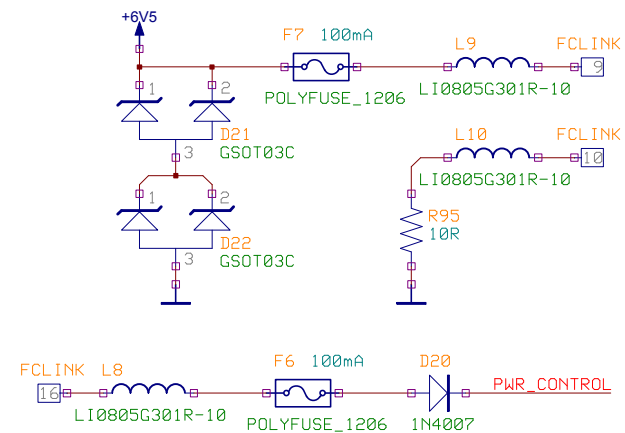 +6V5
F7 100mA
L9
FCLINK
9
POLYFUSE_1206
LI0805G301R-10
1 2
D21
GSOT03C
3
L10
FCLINK
10
LI0805G301R-10
1 2
R95
10R
D22
GSOT03C
3
FCLINK L8
16
LI0805G301R-10
F6 100mA
POLYFUSE_1206
D20
1N4007
PWR_CONTROL